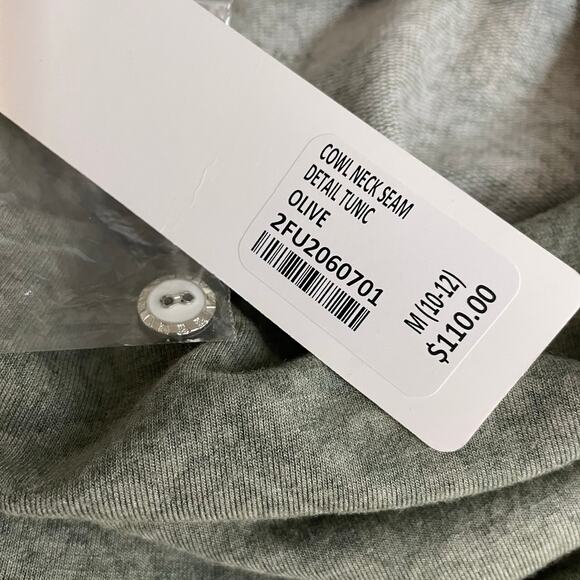 COWL NECK SEAM
DETAIL TUNIC
OLIVE
2FU2060701
M (10-12)
$110.00